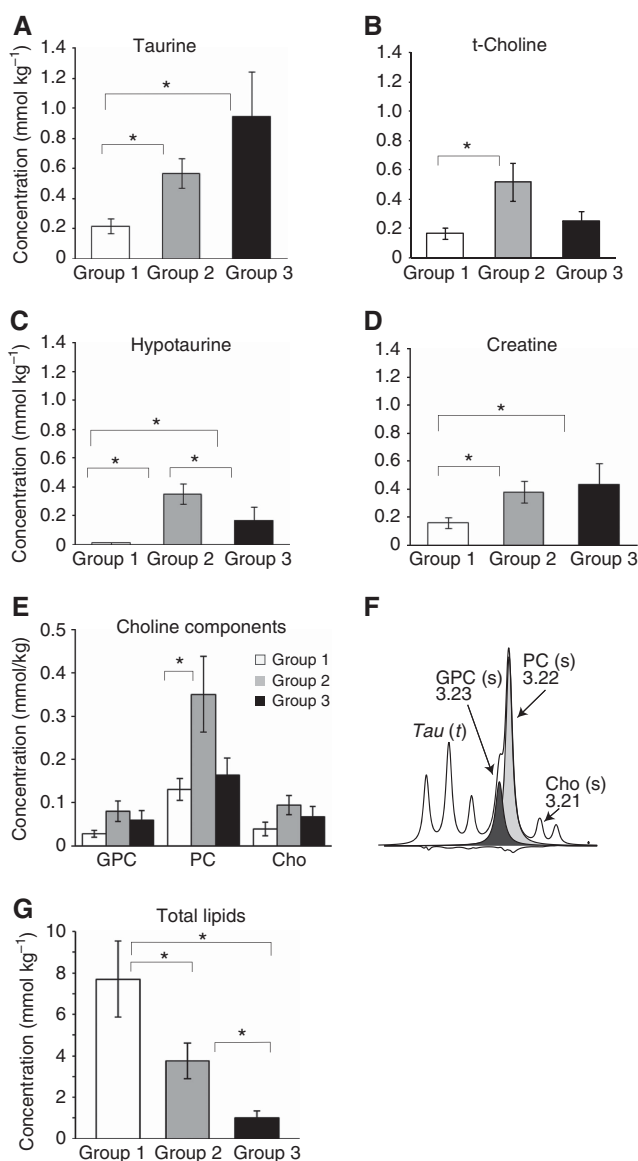 A
Taurine
Concentration (mmol kg⁻¹)
1.4
1.2
1.0
0.8
0.6
0.4
0.2
0
*
*
Group 1 Group 2 Group 3
B
t-Choline
1.4
1.2
1.0
0.8
0.6
0.4
0.2
0
*
Group 1 Group 2 Group 3
C
Hypotaurine
Concentration (mmol kg⁻¹)
1.4
1.2
1.0
0.8
0.6
0.4
0.2
0
*
*
*
Group 1 Group 2 Group 3
D
Creatine
1.4
1.2
1.0
0.8
0.6
0.4
0.2
0
*
*
Group 1 Group 2 Group 3
E
Choline components
Concentration (mmol/kg)
0.5
0.4
0.3
0.2
0.1
0
*
Group 1
Group 2
Group 3
GPC PC Cho
F
PC (s)
3.22
GPC (s)
3.23
Tau (t)
Cho (s)
3.21
G
Total lipids
Concentration (mmol kg⁻¹)
10
8
6
4
2
0
*
*
*
Group 1 Group 2 Group 3